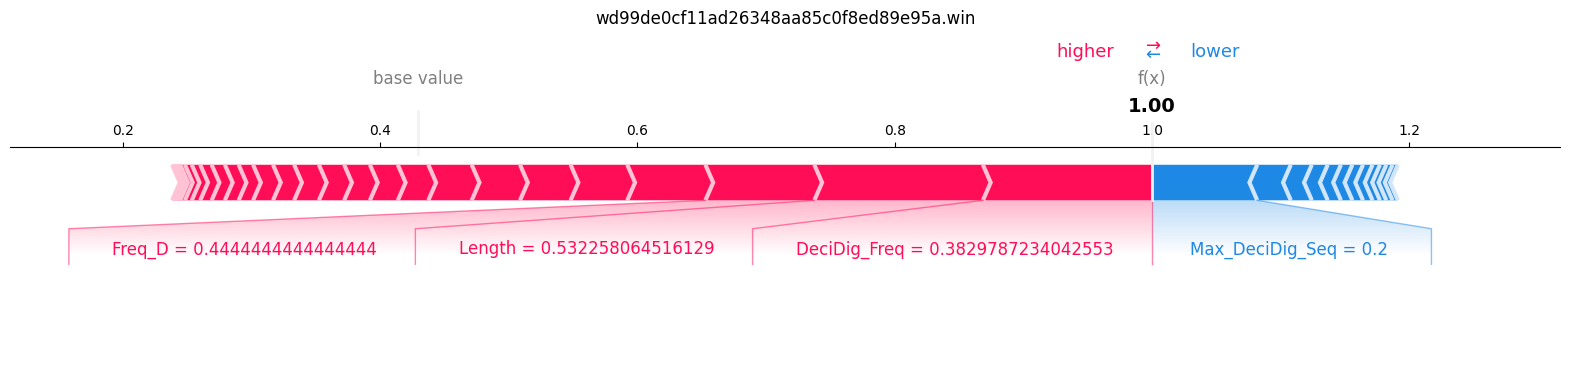 wd99de0cf11ad26348aa85c0f8ed89e95a.win
higher ⇄ lower
base value f(x)
1.00
0.2 0.4 0.6 0.8 1.0 1.2
Freq_D = 0.4444444444444444 Length = 0.532258064516129 DeciDig_Freq = 0.3829787234042553 Max_DeciDig_Seq = 0.2